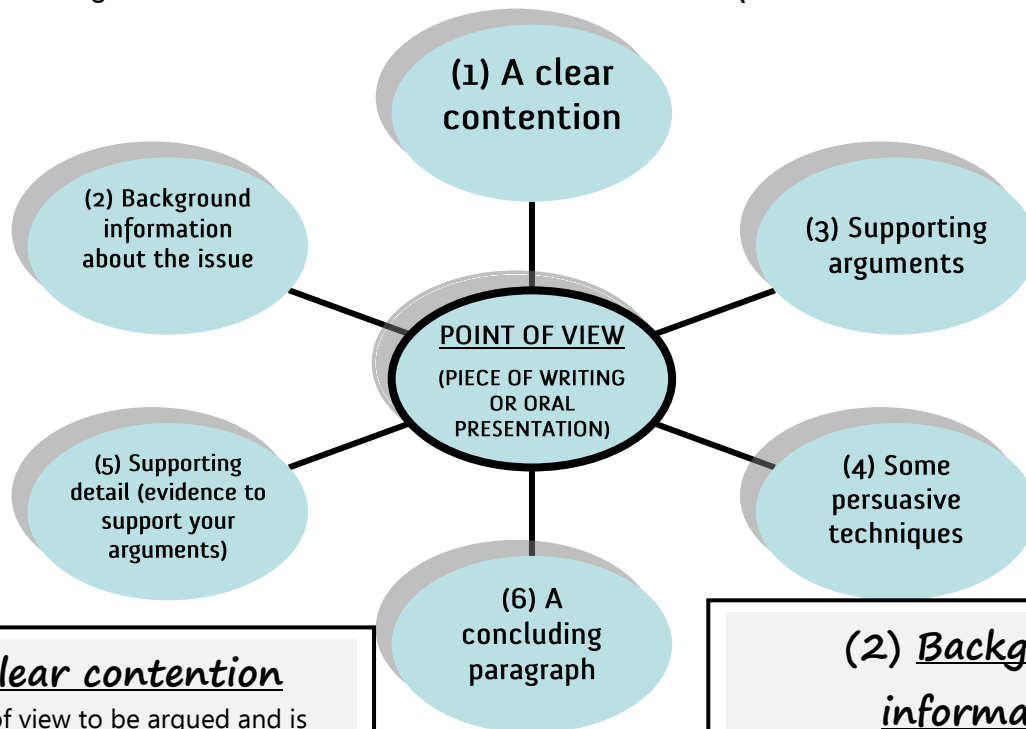 (1) A clear
contention
(2) Background
information
about the issue
(3) Supporting
arguments
POINT OF VIEW
(PIECE OF WRITING
OR ORAL
PRESENTATION)
(5) Supporting
detail (evidence to
support your
arguments)
(4) Some
persuasive
techniques
(6) A
concluding
paragraph
lear contention
of view to be argued and is
(2) Backg
informa